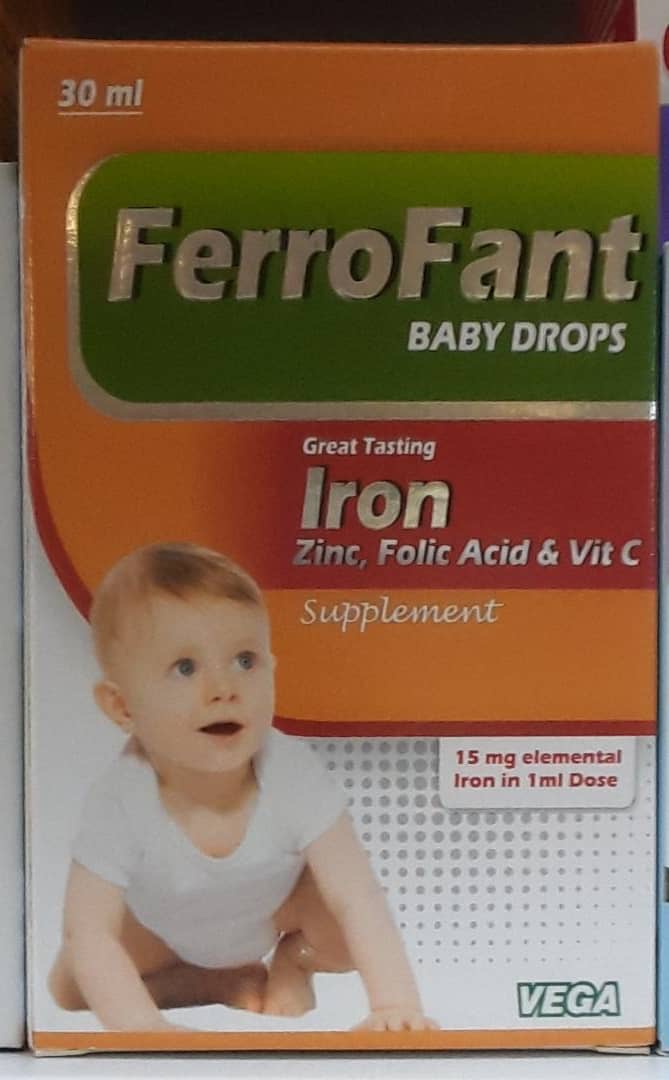 30 ml
FerroFant
BABY DROPS
Great Tasting
Iron
Zinc, Folic Acid & Vit C
Supplement
15 mg elemental
Iron in 1ml Dose
VEGA